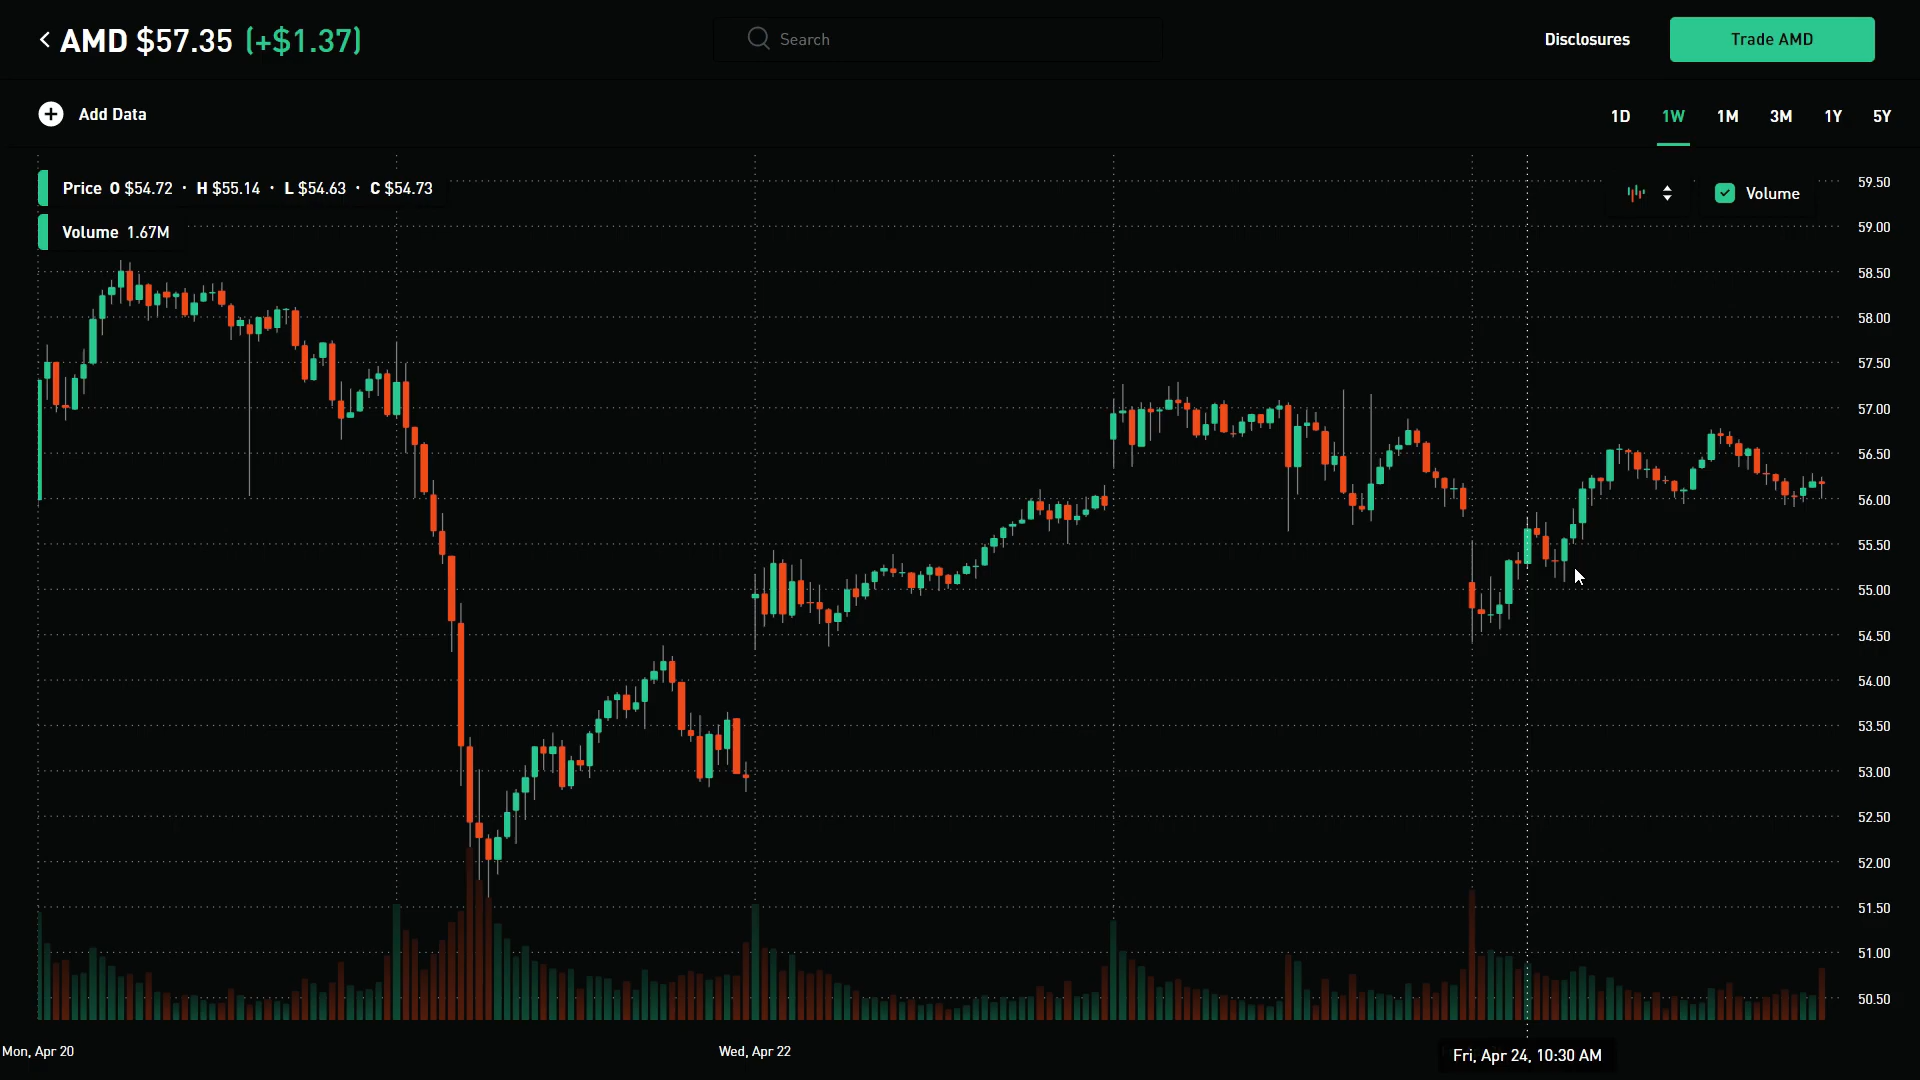 AMD $57.35 (+$1.37)
Search
Disclosures
Trade AMD
Add Data
1D 1W 1M 3M 1Y 5Y
Price O $54.72 · H $55.14 · L $54.63 · C $54.73
Volume 1.67M
Volume
59.50
59.00
58.50
58.00
57.50
57.00
56.50
56.00
55.50
55.00
54.50
54.00
53.50
53.00
52.50
52.00
51.50
51.00
50.50
Mon, Apr 20
Wed, Apr 22
Fri, Apr 24, 10:30 AM